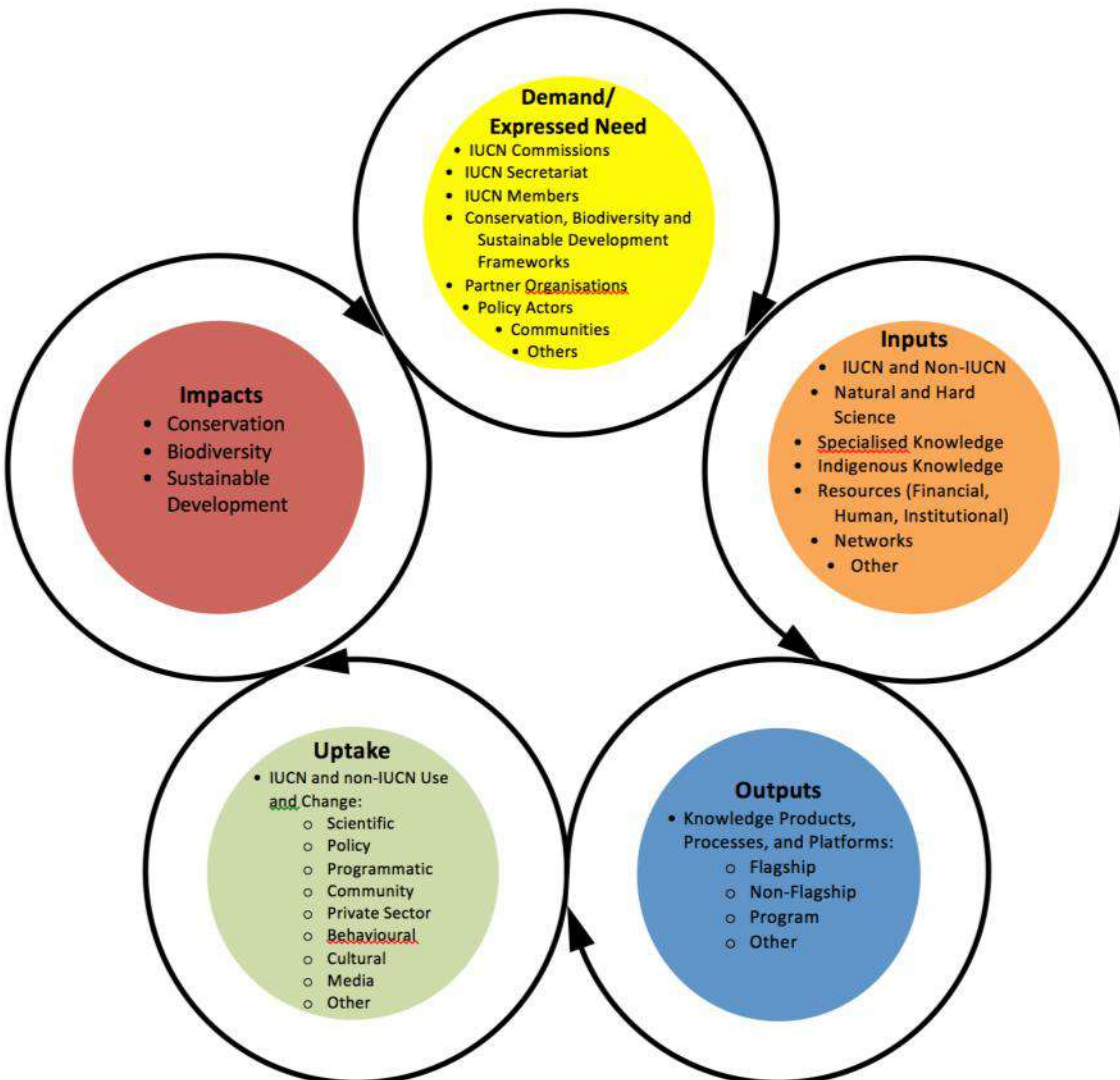 Demand/
Expressed Need
• IUCN Commissions
• IUCN Secretariat
• IUCN Members
• Conservation, Biodiversity and
Sustainable Development
Frameworks
• Partner Organisations
• Policy Actors
• Communities
• Others
Inputs
• IUCN and Non-IUCN
• Natural and Hard
Science
• Specialised Knowledge
• Indigenous Knowledge
• Resources (Financial,
Human, Institutional)
• Networks
• Other
Outputs
• Knowledge Products,
Processes, and Platforms:
o Flagship
o Non-Flagship
o Program
o Other
Uptake
• IUCN and non-IUCN Use
and Change:
o Scientific
o Policy
o Programmatic
o Community
o Private Sector
o Behavioural
o Cultural
o Media
o Other
Impacts
• Conservation
• Biodiversity
• Sustainable
Development